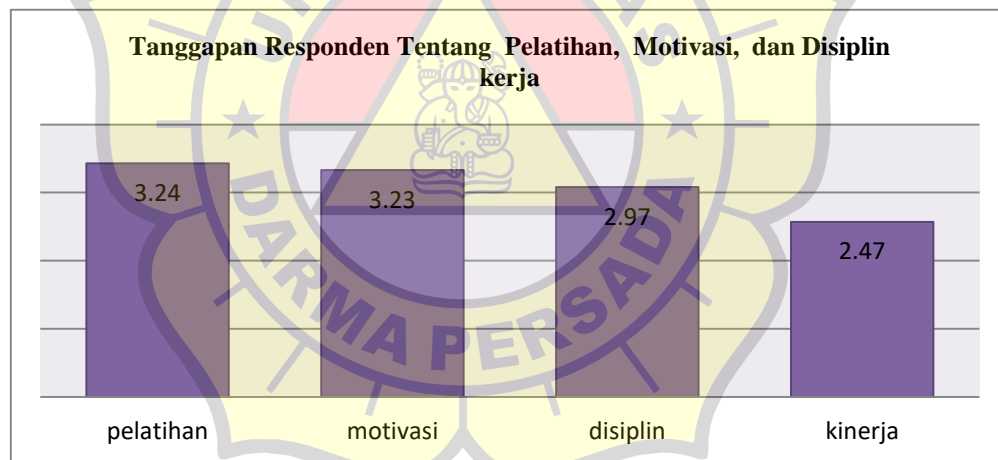 Tanggapan Responden Tentang Pelatihan, Motivasi, dan Disiplin
kerja
3.24
3.23
2.97
2.47
pelatihan
motivasi
disiplin
kinerja
DARMA PERSADA